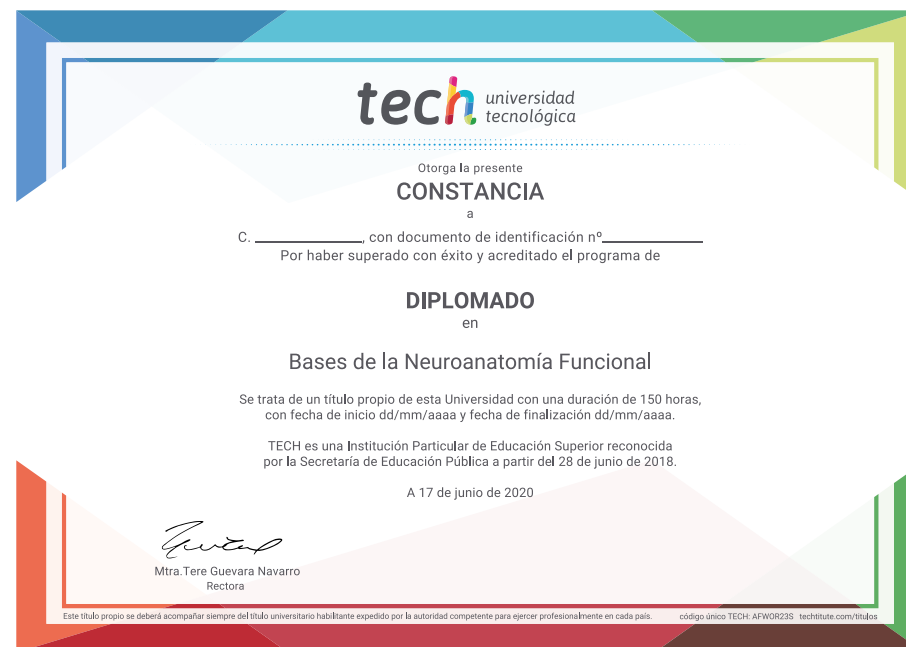 tech universidad
tecnológica
Otorga la presente
CONSTANCIA
a
C. ____________, con documento de identificación nº____________
Por haber superado con éxito y acreditado el programa de
DIPLOMADO
en
Bases de la Neuroanatomía Funcional
Se trata de un título propio de esta Universidad con una duración de 150 horas,
con fecha de inicio dd/mm/aaaa y fecha de finalización dd/mm/aaaa.
TECH es una Institución Particular de Educación Superior reconocida
por la Secretaría de Educación Pública a partir del 28 de junio de 2018.
A 17 de junio de 2020
Mtra.Tere Guevara Navarro
Rectora
Este título propio se deberá acompañar siempre del título universitario habilitante expedido por la autoridad competente para ejercer profesionalmente en cada país. código único TECH: AFWOR23S techtitute.com/titulos